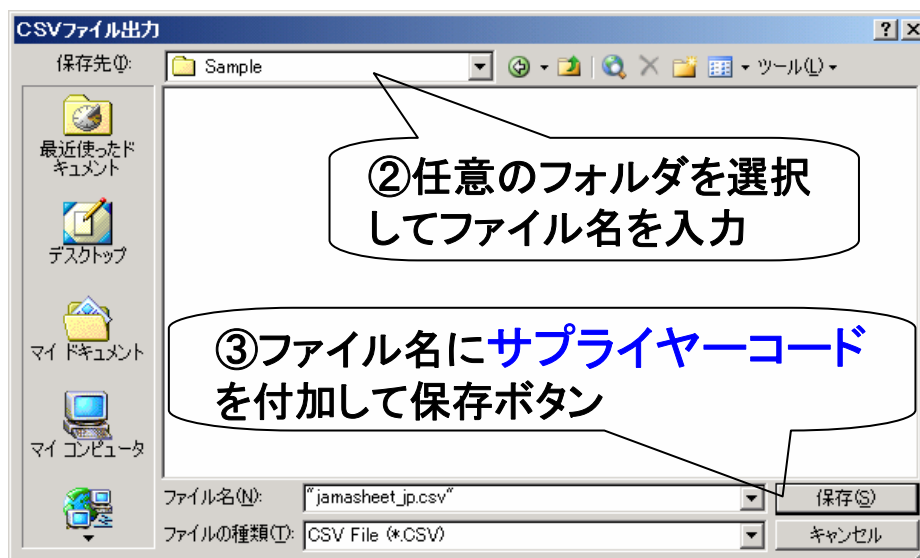 CSVファイル出力
保存先(I):
Sample
ツール(L)
最近使ったド
キュメント
②任意のフォルダを選択
してファイル名を入力
デスクトップ
マイ ドキュメント
③ファイル名にサプライヤーコード
を付加して保存ボタン
マイ コンピュータ
ファイル名(N):
"jamasheet_jp.csv"
保存(S)
ファイルの種類(T):
CSV File (*.CSV)
キャンセル